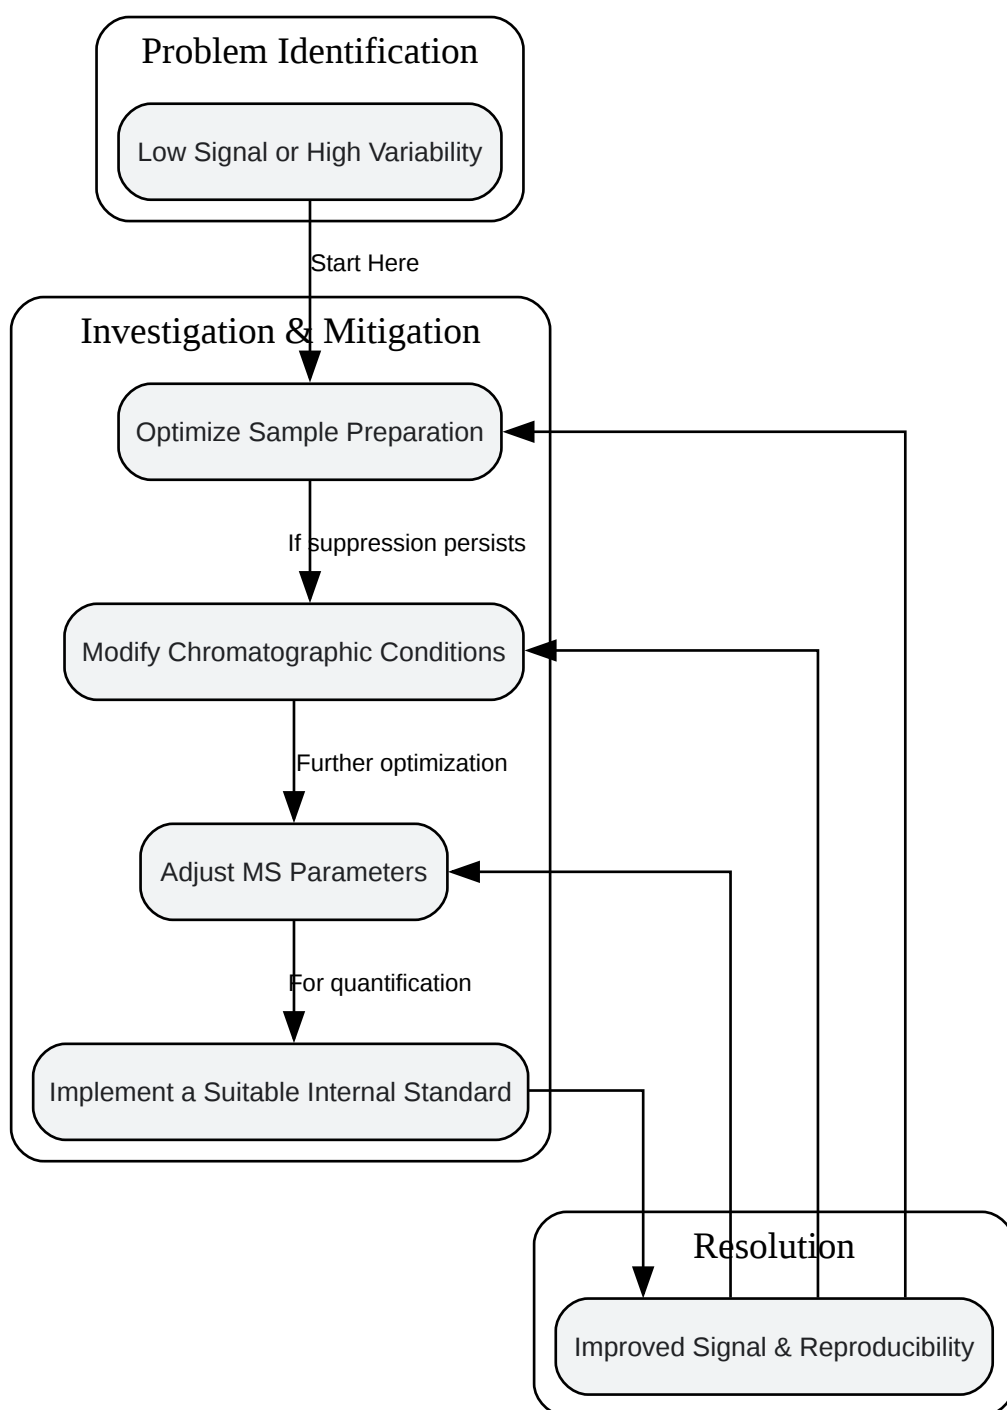 Problem Identification
Low Signal or High Variability
Start Here
Investigation & Mitigation
Optimize Sample Preparation
If suppression persists
Modify Chromatographic Conditions
Further optimization
Adjust MS Parameters
For quantification
Implement a Suitable Internal Standard
Resolution
Improved Signal & Reproducibility